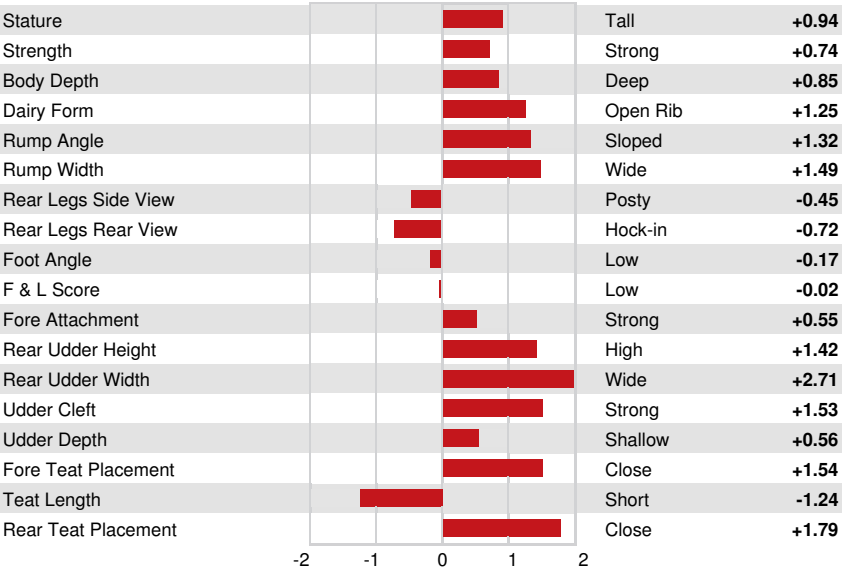 Stature Tall +0.94
Strength Strong +0.74
Body Depth Deep +0.85
Dairy Form Open Rib +1.25
Rump Angle Sloped +1.32
Rump Width Wide +1.49
Rear Legs Side View Posty -0.45
Rear Legs Rear View Hock-in -0.72
Foot Angle Low -0.17
F & L Score Low -0.02
Fore Attachment Strong +0.55
Rear Udder Height High +1.42
Rear Udder Width Wide +2.71
Udder Cleft Strong +1.53
Udder Depth Shallow +0.56
Fore Teat Placement Close +1.54
Teat Length Short -1.24
Rear Teat Placement Close +1.79
-2 -1 0 1 2